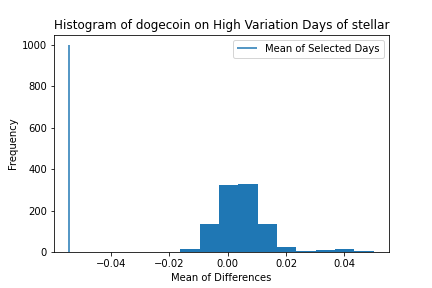 Histogram of dogecoin on High Variation Days of stellar
Mean of Selected Days
Frequency
1000
800
600
400
200
0
−0.04
−0.02
0.00
0.02
0.04
Mean of Differences